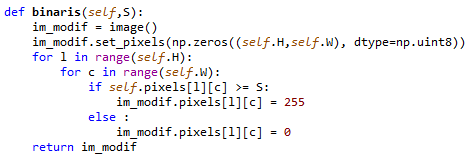 def binaris(self,S):
    im_modif = image()
    im_modif.set_pixels(np.zeros((self.H,self.W), dtype=np.uint8))
    for l in range(self.H):
        for c in range(self.W):
            if self.pixels[l][c] >= S:
                im_modif.pixels[l][c] = 255
            else :
                im_modif.pixels[l][c] = 0
    return im_modif